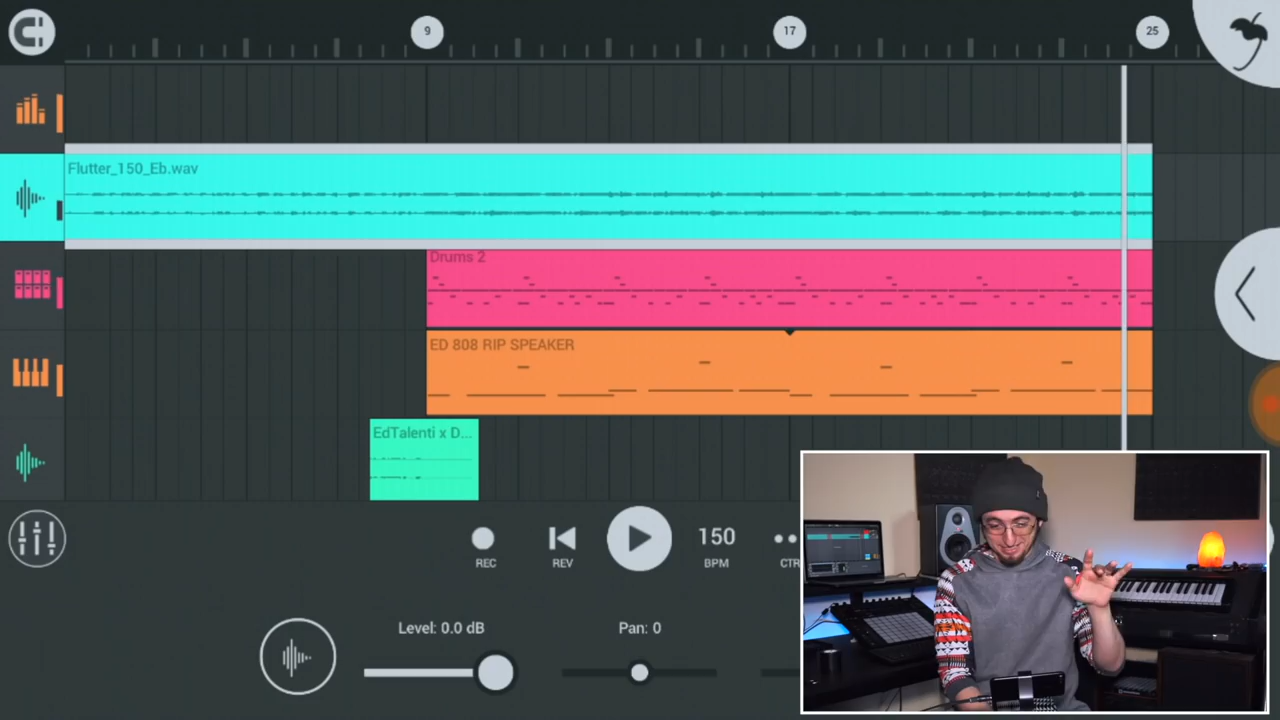 9
17
25
Flutter_150_Eb.wav
Drums 2
ED 808 RIP SPEAKER
EdTalenti x D...
150
REC
REV
BPM
CTR
Level: 0.0 dB
Pan: 0